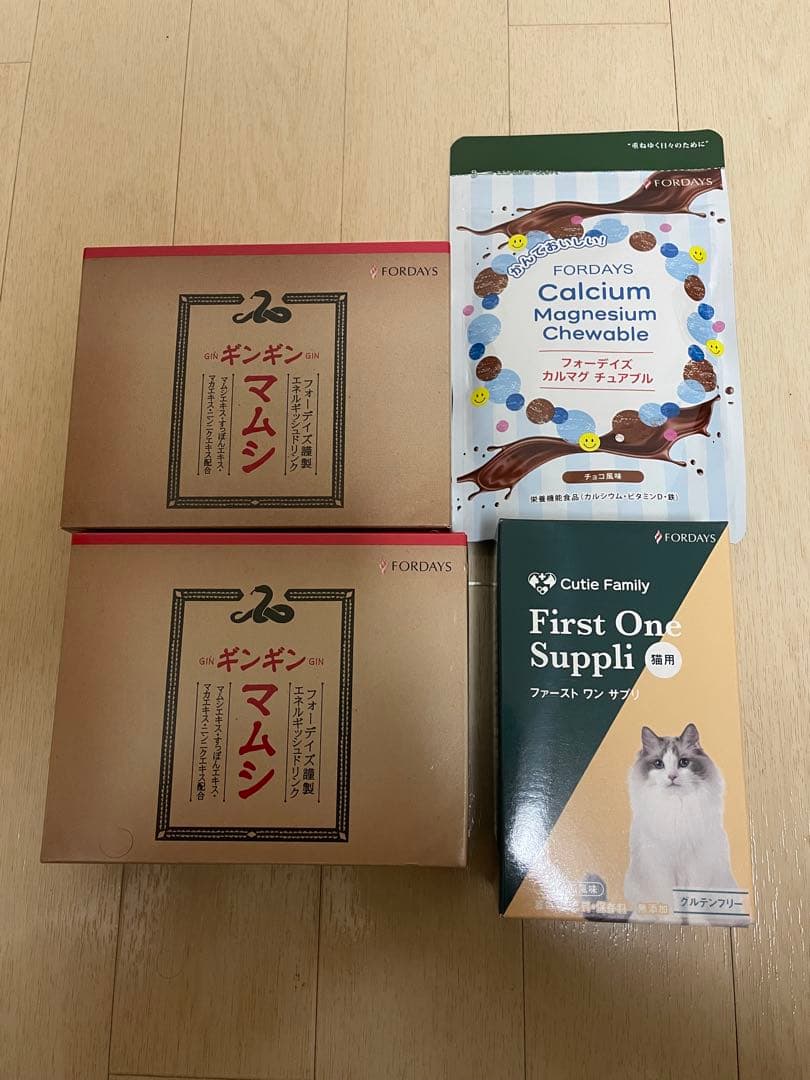 FORDAYS
GIN ギンギン GIN
マムシ
フォーデイズ謹製
エネルギッシュドリンク
マムシエキス・すっぽんエキス・
マカエキス・ニンニクエキス配合
FORDAYS
GIN ギンギン GIN
マムシ
フォーデイズ謹製
エネルギッシュドリンク
マムシエキス・すっぽんエキス・
マカエキス・ニンニクエキス配合
"重ねゆく日々のために"
FORDAYS
かんでおいしい!
FORDAYS
Calcium
Magnesium
Chewable
フォーデイズ
カルマグ チュアブル
チョコ風味
栄養機能食品(カルシウム・ビタミンD・鉄)
FORDAYS
Cutie Family
First One
Suppli 猫用
ファースト ワン サプリ
風味
保存料 無添加
グルテンフリー